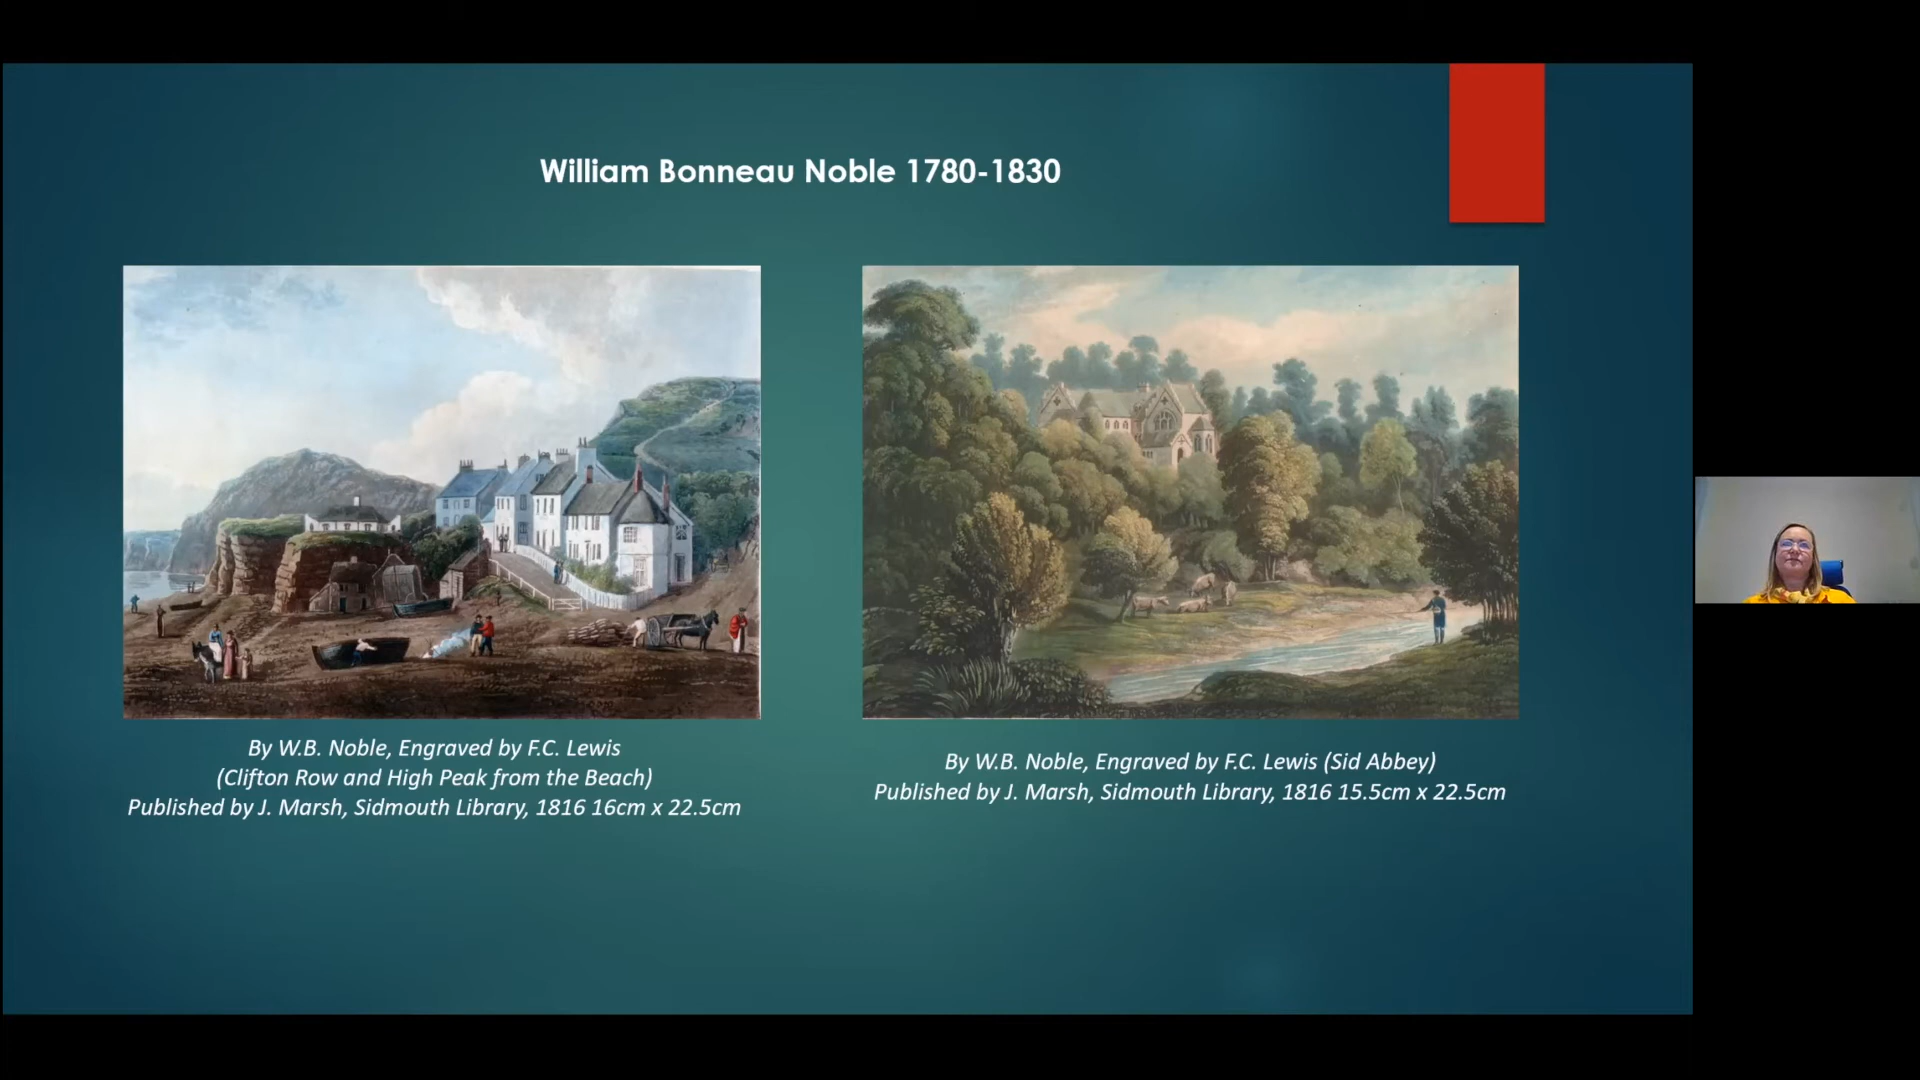 William Bonneau Noble 1780-1830
By W.B. Noble, Engraved by F.C. Lewis
(Clifton Row and High Peak from the Beach)
Published by J. Marsh, Sidmouth Library, 1816 16cm x 22.5cm
By W.B. Noble, Engraved by F.C. Lewis (Sid Abbey)
Published by J. Marsh, Sidmouth Library, 1816 15.5cm x 22.5cm